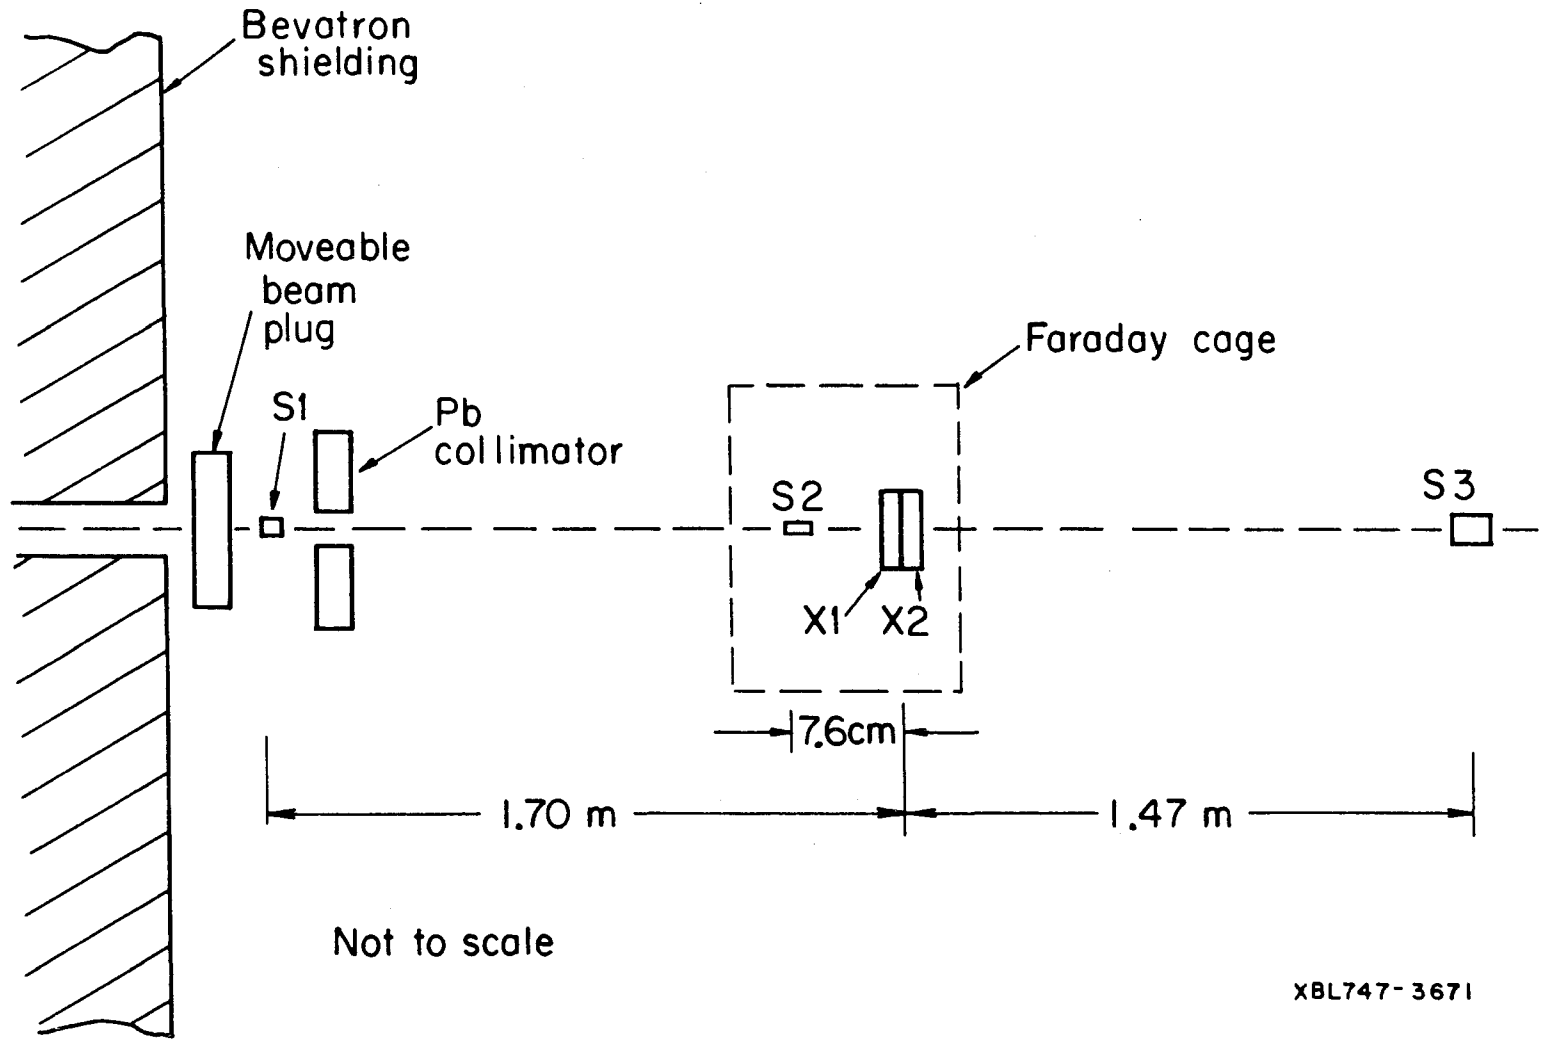 Bevatron
shielding
Moveable
beam
plug
Faraday cage
S1
Pb
collimator
S2
S3
X1
X2
7.6cm
1.70 m
1.47 m
Not to scale
XBL747-3671